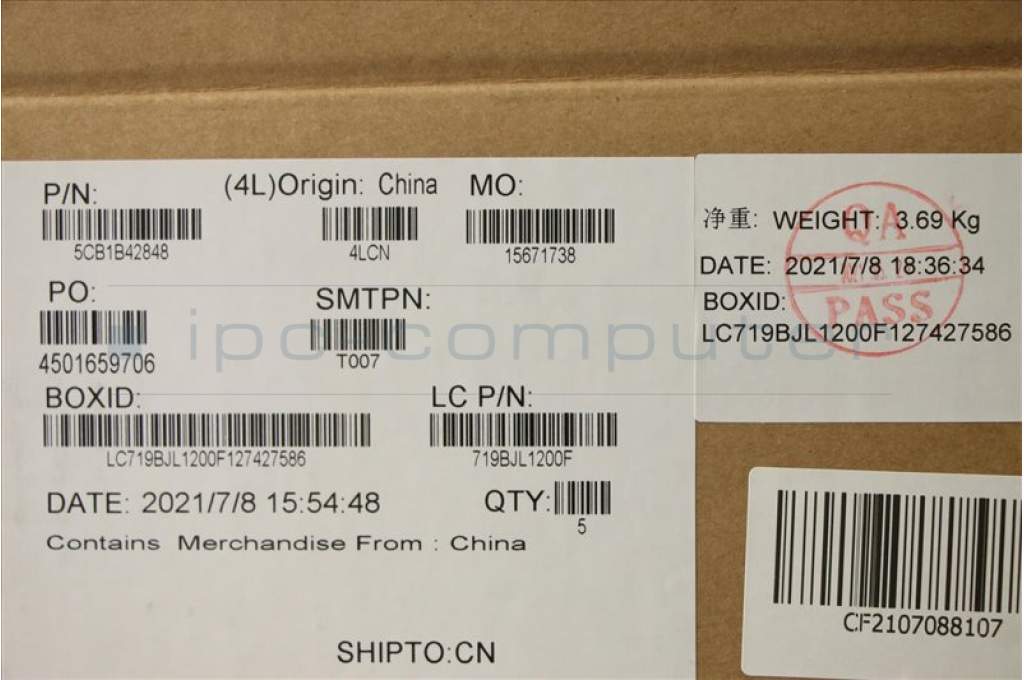 P/N:
5CB1B42848
(4L)Origin: China
4LCN
MO:
15671738
PO:
4501659706
SMTPN:
T007
BOXID:
LC719BJL1200F127427586
LC P/N:
719BJL1200F
DATE: 2021/7/8 15:54:48
QTY:
5
Contains Merchandise From : China
SHIPTO:CN
净重: WEIGHT: 3.69 Kg
DATE: 2021/7/8 18:36:34
BOXID:
LC719BJL1200F127427586
QA
PASS
CF2107088107
ipo-computer